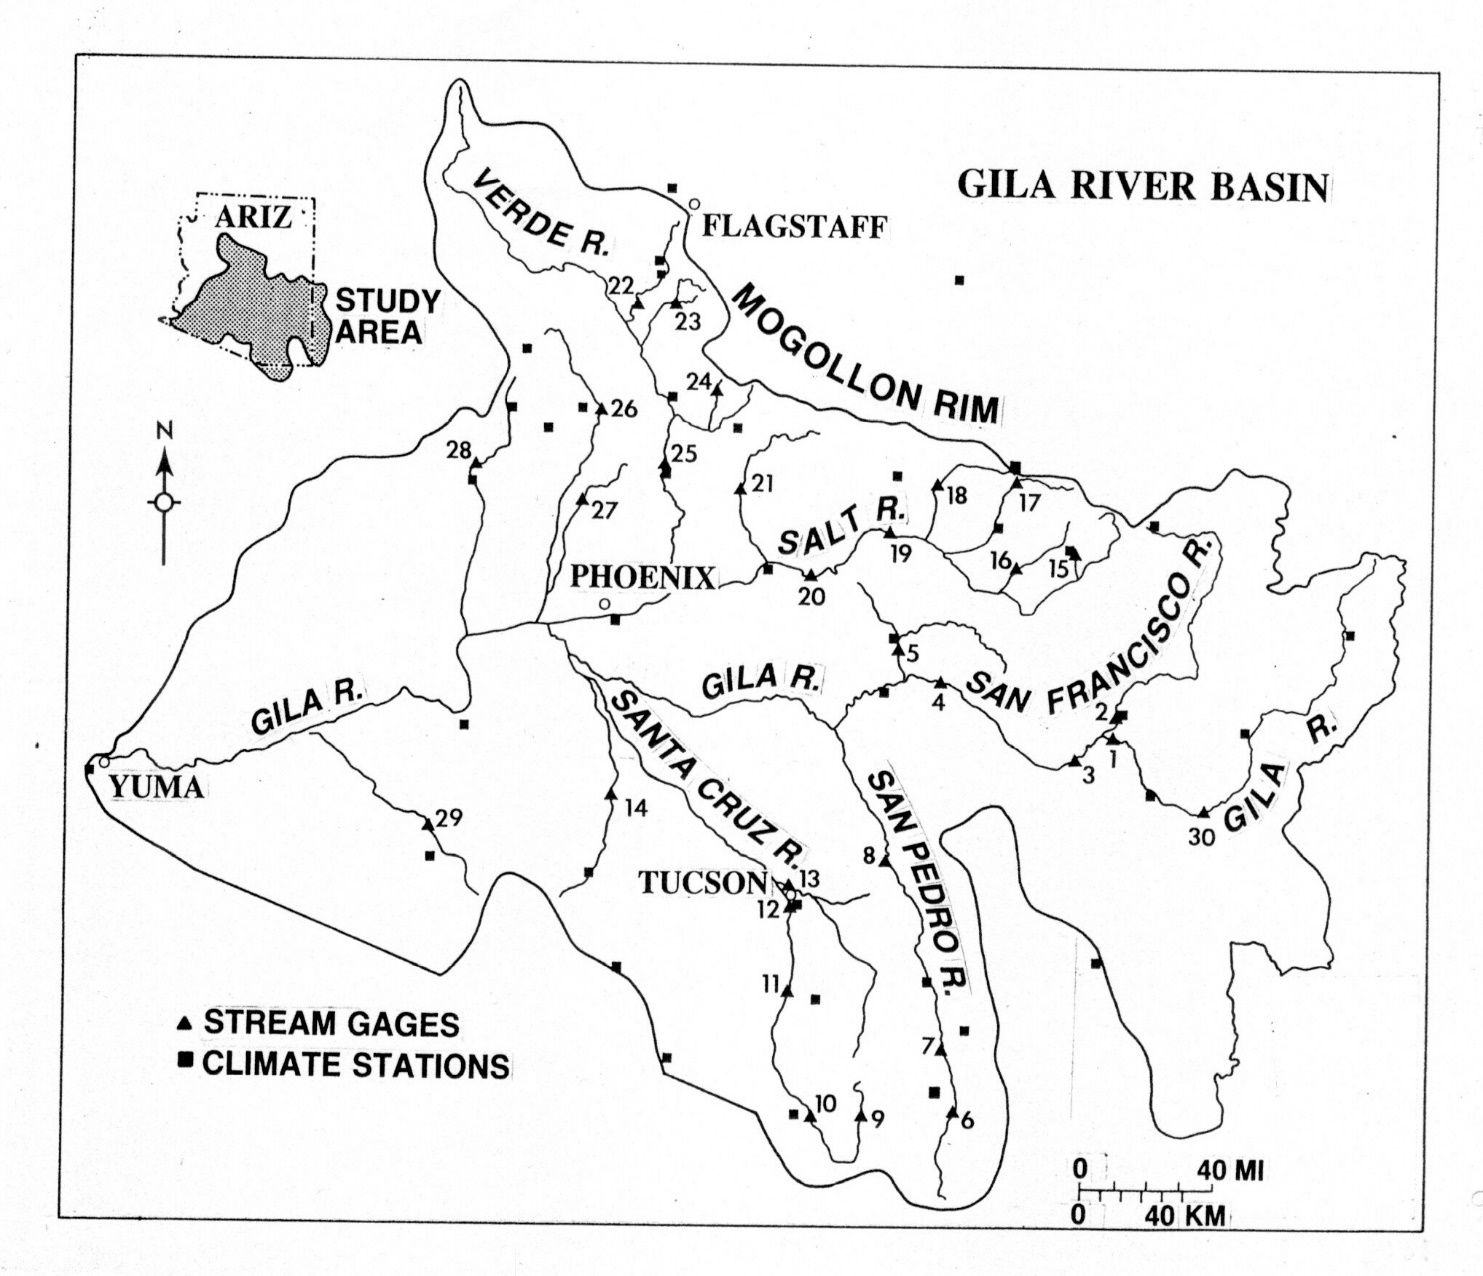 GILA RIVER BASIN
VERDE R.
FLAGSTAFF
ARIZ
STUDY
AREA
22
23
MOGOLLON RIM
24
26
N
28
25
21
18
17
27
SALT R.
19
16
15
PHOENIX
20
SAN FRANCISCO R.
5
GILA R.
4
GILA R.
SANTA CRUZ R.
2
1
3
GILA R.
YUMA
29
14
SAN PEDRO R.
30
8
TUCSON
13
12
11
STREAM GAGES
CLIMATE STATIONS
7
10
9
6
0 40 MI
0 40 KM